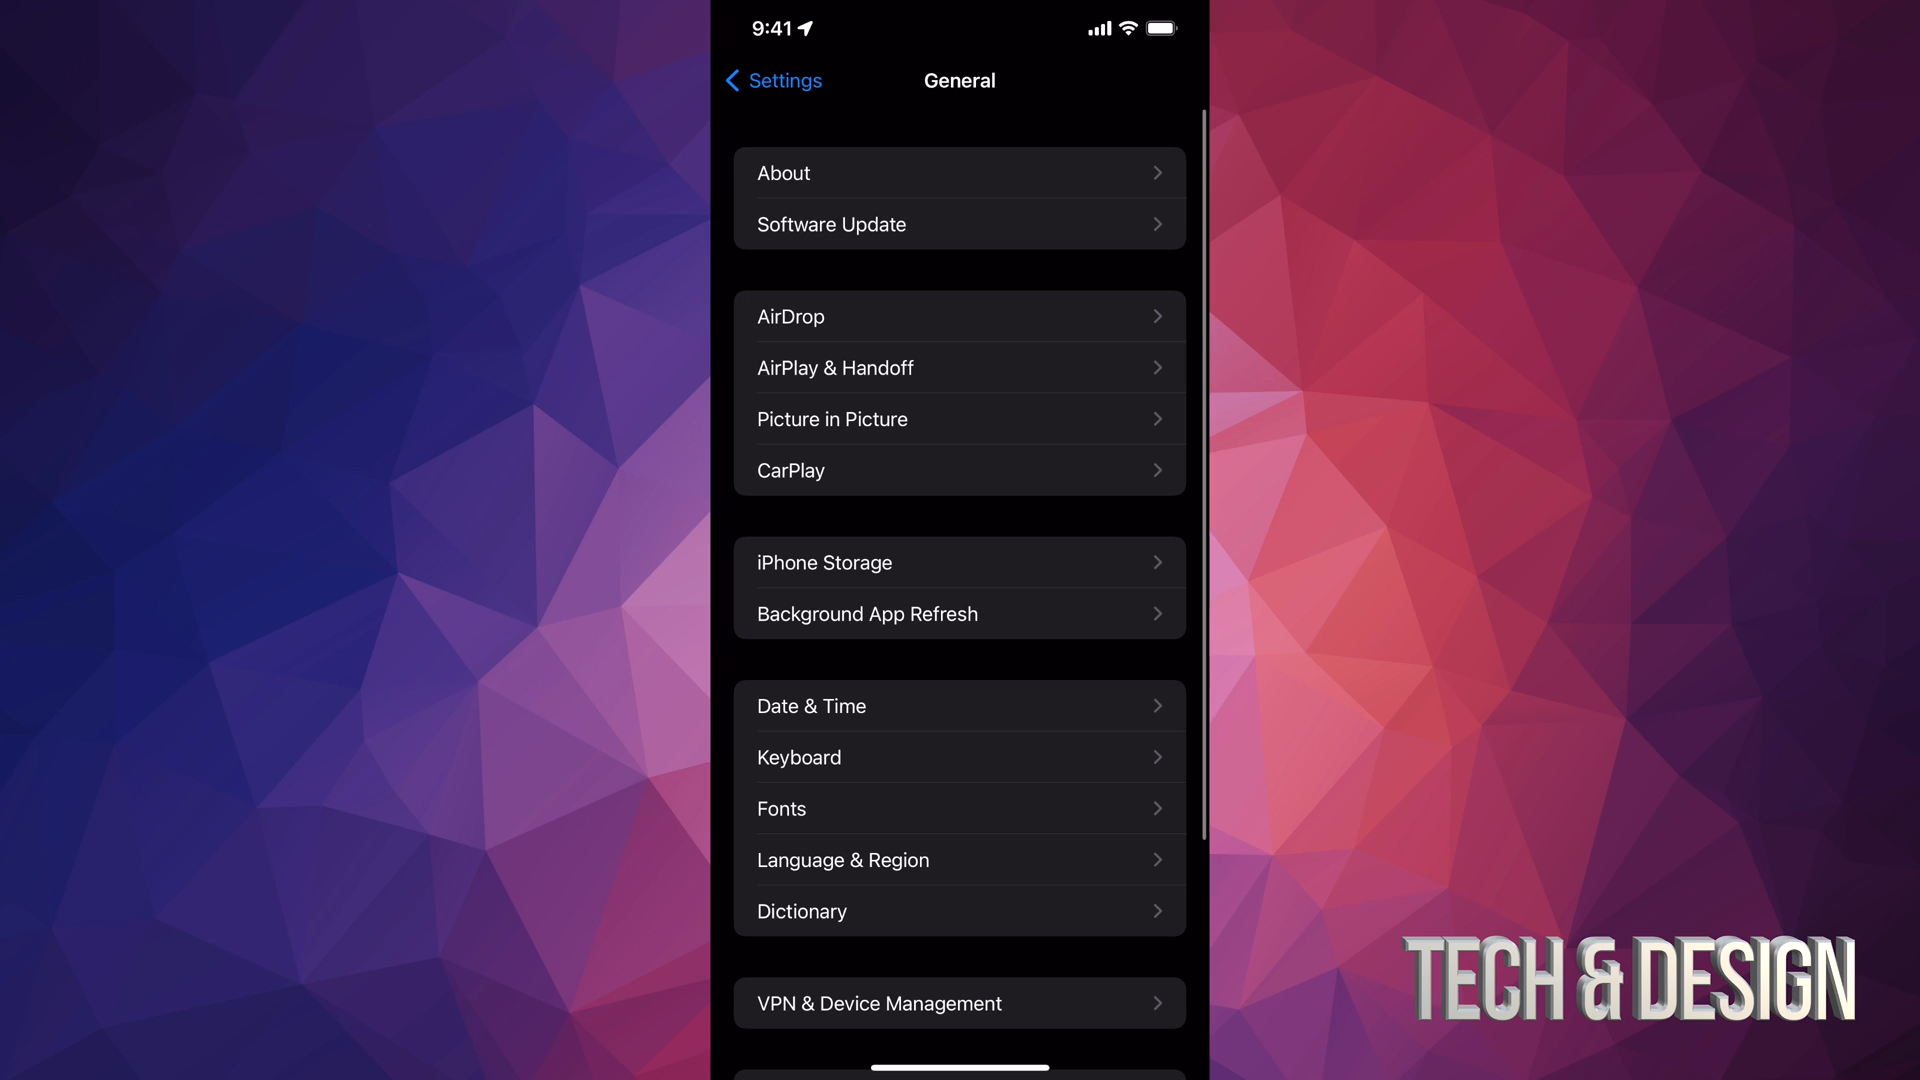 9:41
Settings
General
About
Software Update
AirDrop
AirPlay & Handoff
Picture in Picture
CarPlay
iPhone Storage
Background App Refresh
Date & Time
Keyboard
Fonts
Language & Region
Dictionary
VPN & Device Management
TECH & DESIGN